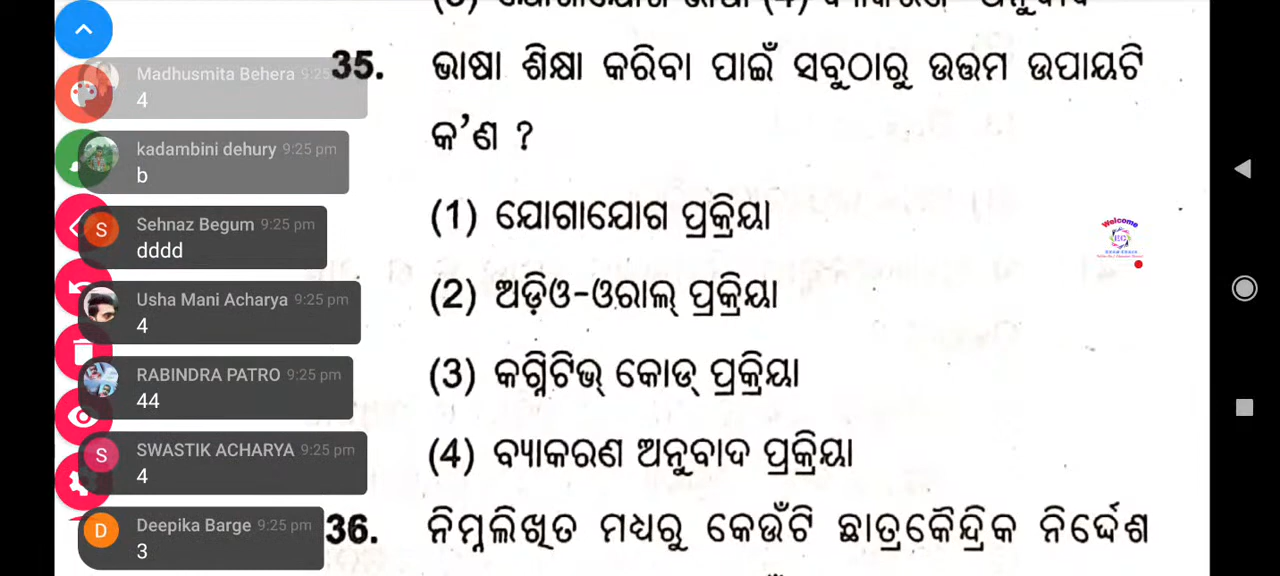 35. ଭାଷା ଶିକ୍ଷା କରିବା ପାଇଁ ସବୁଠାରୁ ଉତ୍ତମ ଉପାୟଟି
କ’ଣ ?
(1) ଯୋଗାଯୋଗ ପ୍ରକ୍ରିୟା
(2) ଅଡ଼ିଓ-ଓରାଲ୍ ପ୍ରକ୍ରିୟା
(3) କଗ୍ନିଟିଭ୍ କୋଡ୍ ପ୍ରକ୍ରିୟା
(4) ବ୍ୟାକରଣ ଅନୁବାଦ ପ୍ରକ୍ରିୟା
36. ନିମ୍ନଲିଖିତ ମଧ୍ୟରୁ କେଉଁଟି ଛାତ୍ରକୈନ୍ଦ୍ରିକ ନିର୍ଦ୍ଦେଶ
Madhusmita Behera 9:25
4
kadambini dehury 9:25 pm
b
S
Sehnaz Begum 9:25 pm
dddd
Usha Mani Acharya 9:25 pm
4
RABINDRA PATRO 9:25 pm
44
S
SWASTIK ACHARYA 9:25 pm
4
D
Deepika Barge 9:25 pm
3
Welcome
EG